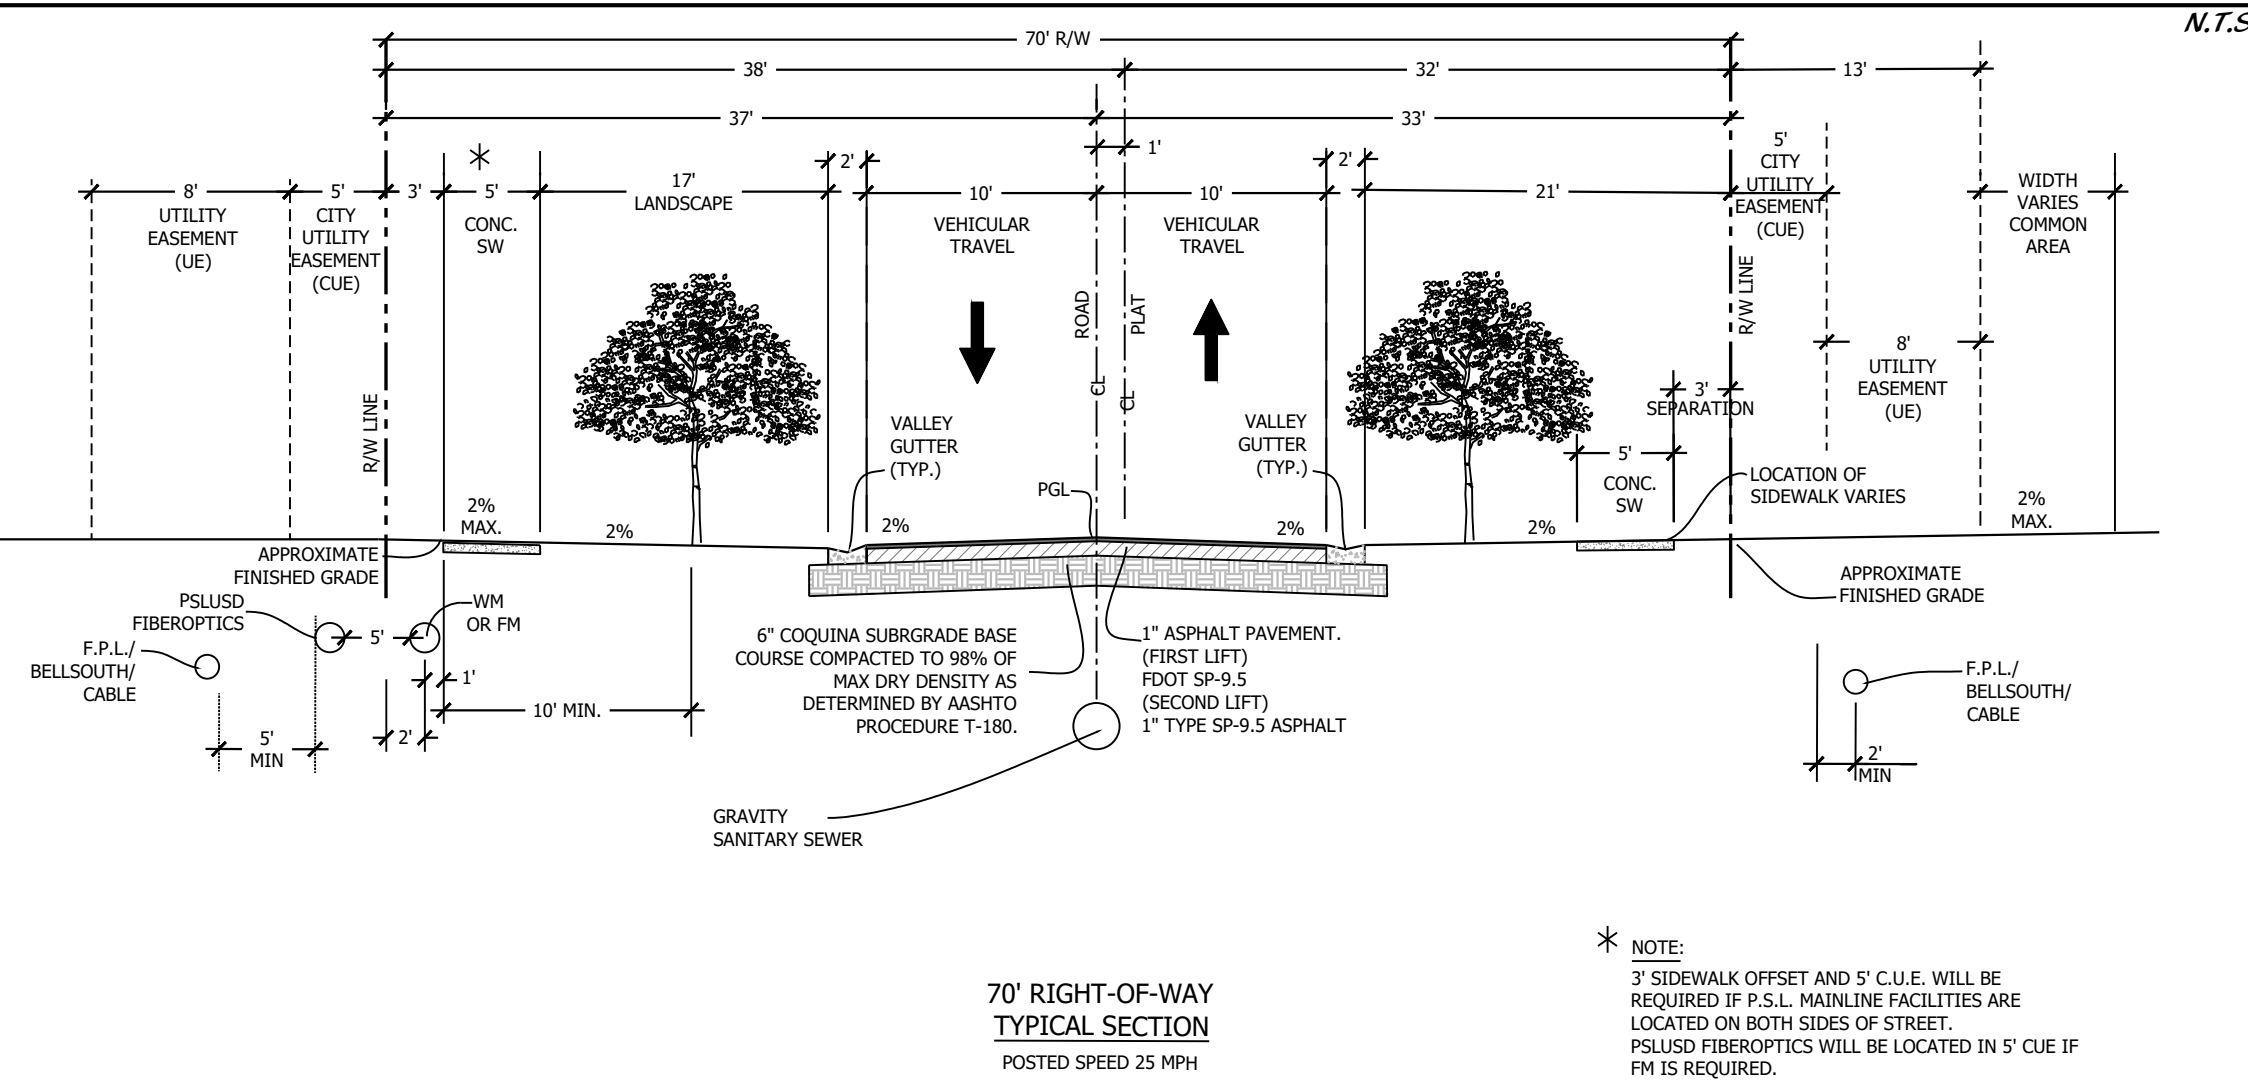 N.T.S
70' R/W
38'
32'
13'
37'
33'
1'
5'
CITY
UTILITY
EASEMENT
(CUE)
2'
2'
8'
UTILITY
EASEMENT
(UE)
5'
CITY
UTILITY
EASEMENT
(CUE)
3'
5'
CONC.
SW
17'
LANDSCAPE
10'
VEHICULAR
TRAVEL
10'
VEHICULAR
TRAVEL
21'
WIDTH
VARIES
COMMON
AREA
R/W LINE
ROAD
CL
PLAT
CL
R/W LINE
8'
UTILITY
EASEMENT
(UE)
3'
SEPARATION
VALLEY
GUTTER
(TYP.)
VALLEY
GUTTER
(TYP.)
5'
CONC.
SW
LOCATION OF
SIDEWALK VARIES
PGL
2%
MAX.
2%
2%
2%
2%
2%
MAX.
APPROXIMATE
FINISHED GRADE
APPROXIMATE
FINISHED GRADE
PSLUSD
FIBEROPTICS
5'
WM
OR FM
F.P.L./
BELLSOUTH/
CABLE
1'
10' MIN.
2'
5'
MIN
6" COQUINA SUBRGRADE BASE
COURSE COMPACTED TO 98% OF
MAX DRY DENSITY AS
DETERMINED BY AASHTO
PROCEDURE T-180.
1" ASPHALT PAVEMENT.
(FIRST LIFT)
FDOT SP-9.5
(SECOND LIFT)
1" TYPE SP-9.5 ASPHALT
F.P.L./
BELLSOUTH/
CABLE
2'
MIN
GRAVITY
SANITARY SEWER
70' RIGHT-OF-WAY
TYPICAL SECTION
POSTED SPEED 25 MPH
NOTE:
3' SIDEWALK OFFSET AND 5' C.U.E. WILL BE
REQUIRED IF P.S.L. MAINLINE FACILITIES ARE
LOCATED ON BOTH SIDES OF STREET.
PSLUSD FIBEROPTICS WILL BE LOCATED IN 5' CUE IF
FM IS REQUIRED.